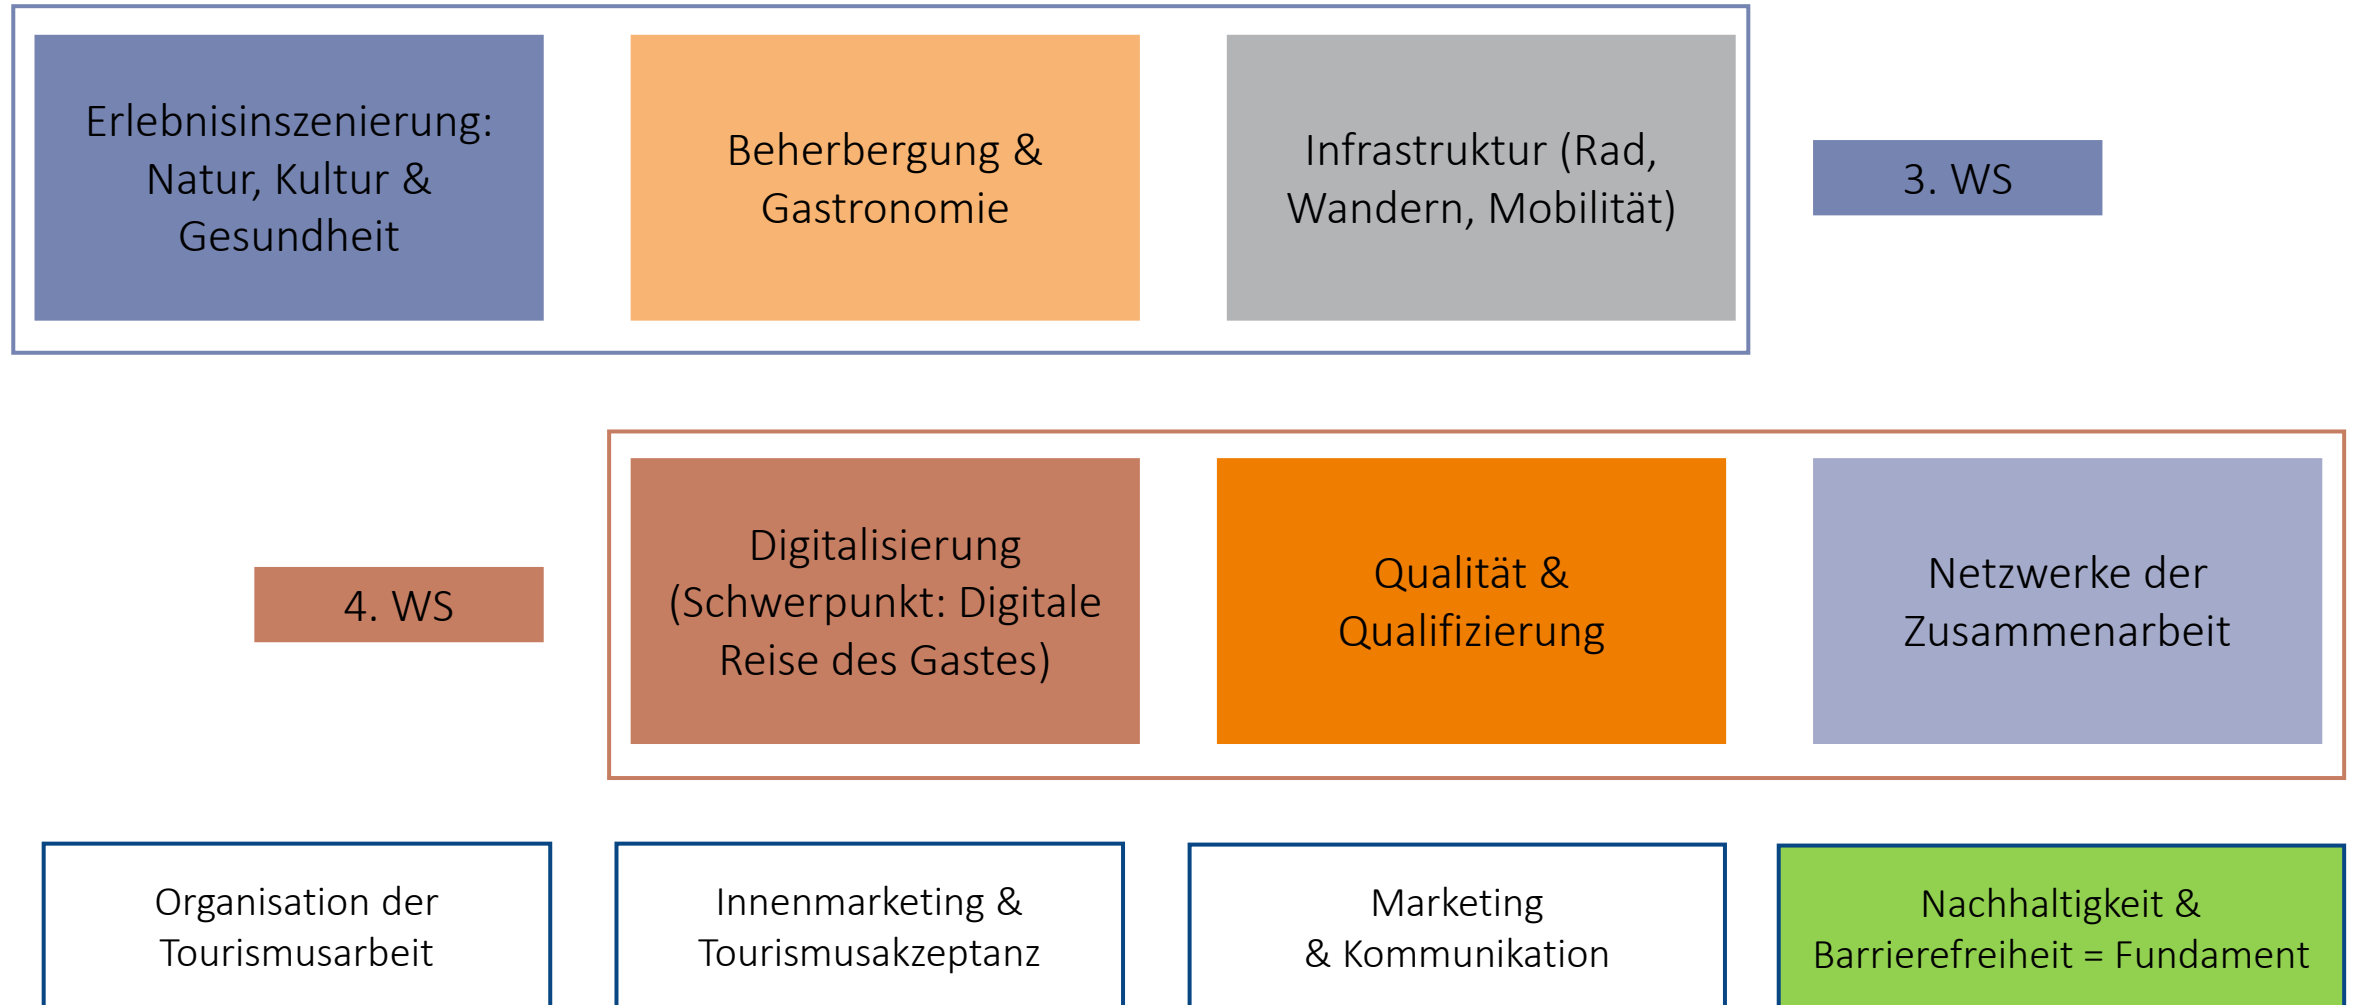 Erlebnisinszenierung:
Natur, Kultur &
Gesundheit
Beherbergung &
Gastronomie
Infrastruktur (Rad,
Wandern, Mobilität)
3. WS
4. WS
Digitalisierung
(Schwerpunkt: Digitale
Reise des Gastes)
Qualität &
Qualifizierung
Netzwerke der
Zusammenarbeit
Organisation der
Tourismusarbeit
Innenmarketing &
Tourismusakzeptanz
Marketing
& Kommunikation
Nachhaltigkeit &
Barrierefreiheit = Fundament